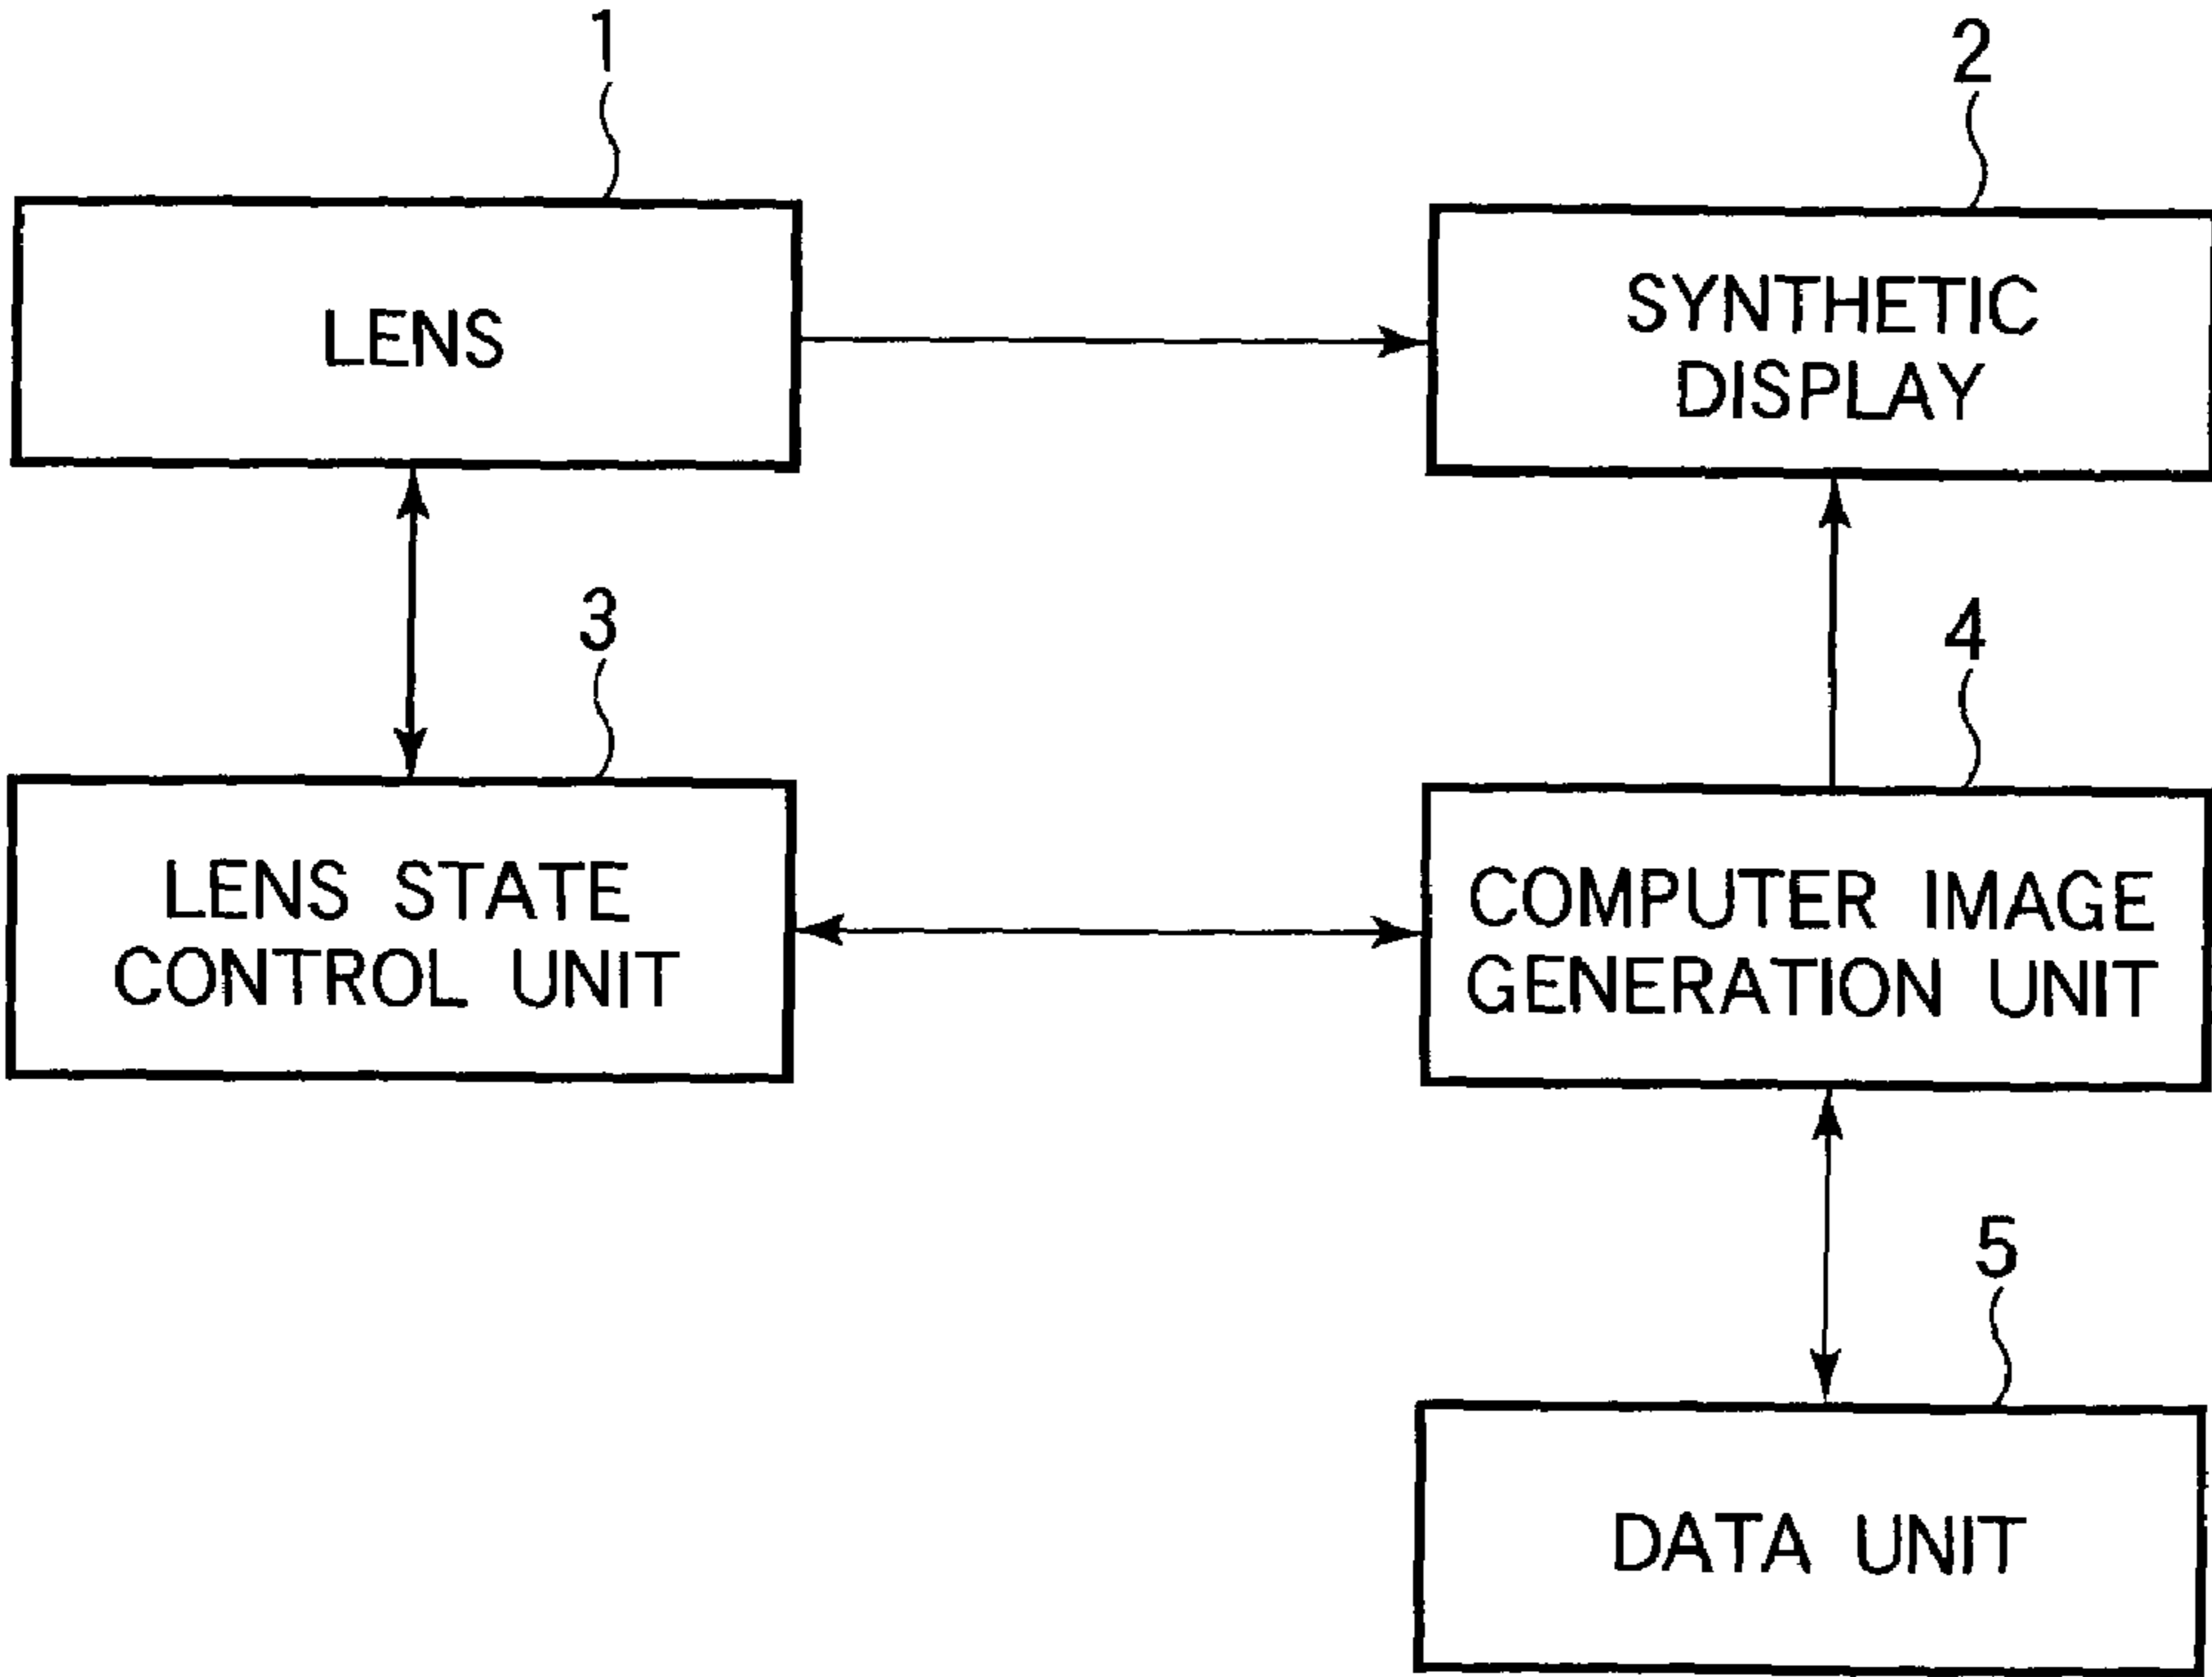 1
2
LENS
SYNTHETIC
DISPLAY
3
4
LENS STATE
CONTROL UNIT
COMPUTER IMAGE
GENERATION UNIT
5
DATA UNIT